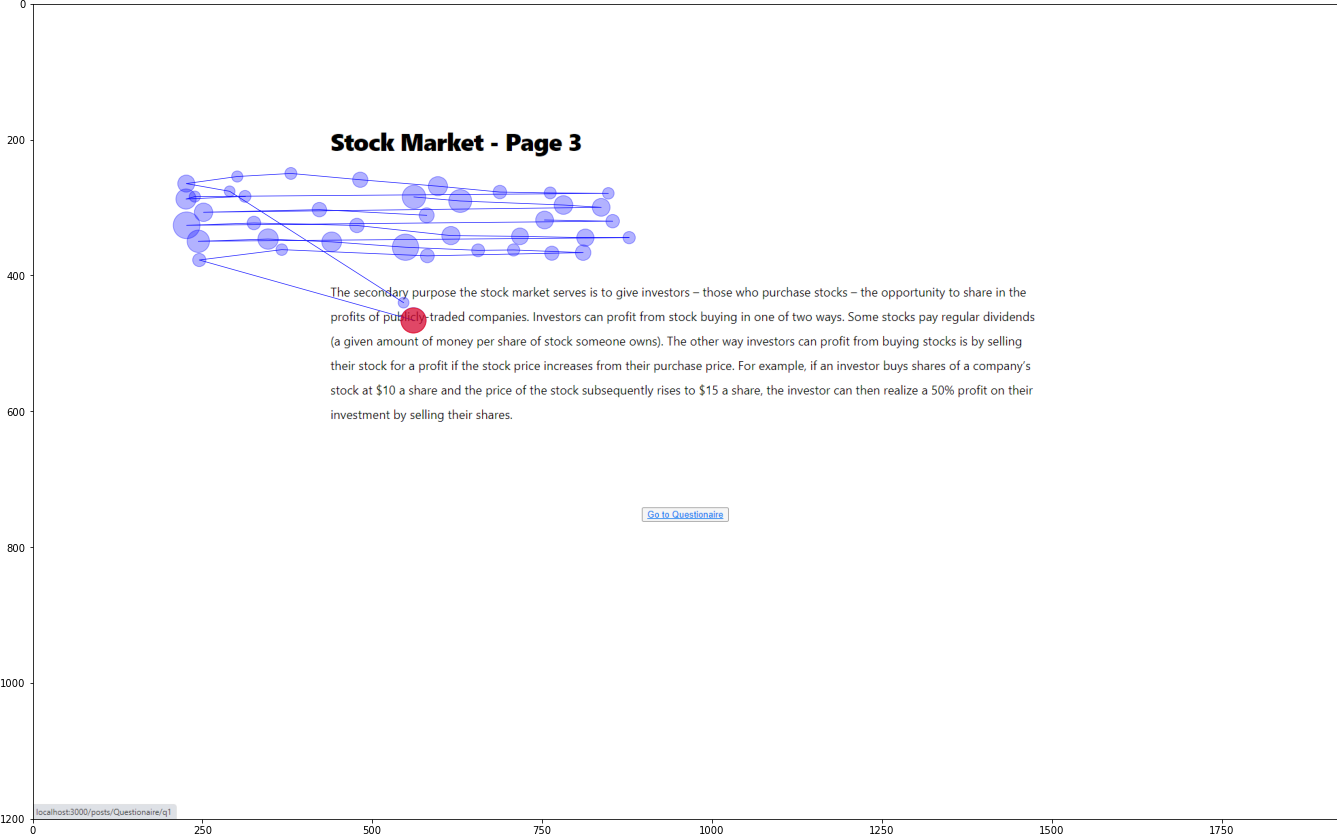 0
200
400
600
800
1000
1200
Stock Market - Page 3
The secondary purpose the stock market serves is to give investors – those who purchase stocks – the opportunity to share in the
profits of publicly-traded companies. Investors can profit from stock buying in one of two ways. Some stocks pay regular dividends
(a given amount of money per share of stock someone owns). The other way investors can profit from buying stocks is by selling
their stock for a profit if the stock price increases from their purchase price. For example, if an investor buys shares of a company's
stock at $10 a share and the price of the stock subsequently rises to $15 a share, the investor can then realize a 50% profit on their
investment by selling their shares.
Go to Questionaire
localhost:3000/posts/Questionaire/q1
0 250 500 750 1000 1250 1500 1750